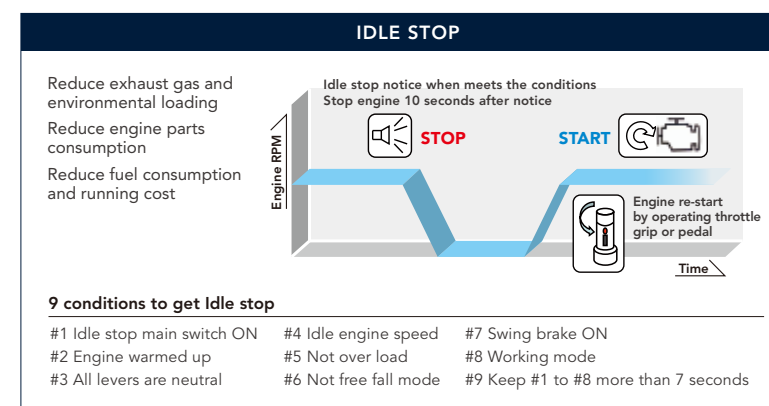 IDLE STOP
Reduce exhaust gas and
environmental loading
Reduce engine parts
consumption
Reduce fuel consumption
and running cost
Idle stop notice when meets the conditions
Stop engine 10 seconds after notice
STOP
START
Engine RPM
Engine re-start
by operating throttle
grip or pedal
Time
9 conditions to get Idle stop
#1 Idle stop main switch ON
#2 Engine warmed up
#3 All levers are neutral
#4 Idle engine speed
#5 Not over load
#6 Not free fall mode
#7 Swing brake ON
#8 Working mode
#9 Keep #1 to #8 more than 7 seconds